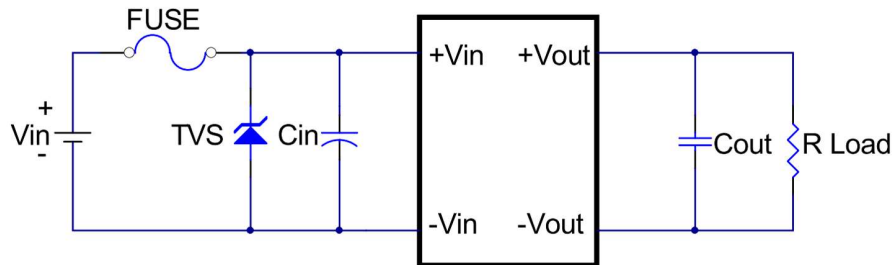 FUSE
+Vin
+Vout
+
Vin
-
TVS
Cin
Cout
R Load
-Vin
-Vout